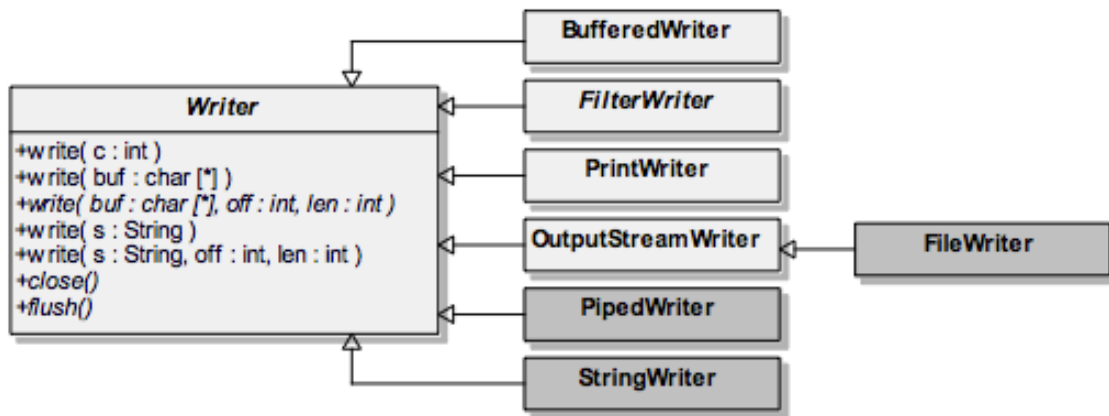 BufferedWriter
Writer
FilterWriter
+write( c : int )
+write( buf : char [*] )
PrintWriter
+write( buf : char [*], off : int, len : int )
+write( s : String )
OutputStreamWriter
FileWriter
+write( s : String, off : int, len : int )
+close()
+flush()
PipedWriter
StringWriter